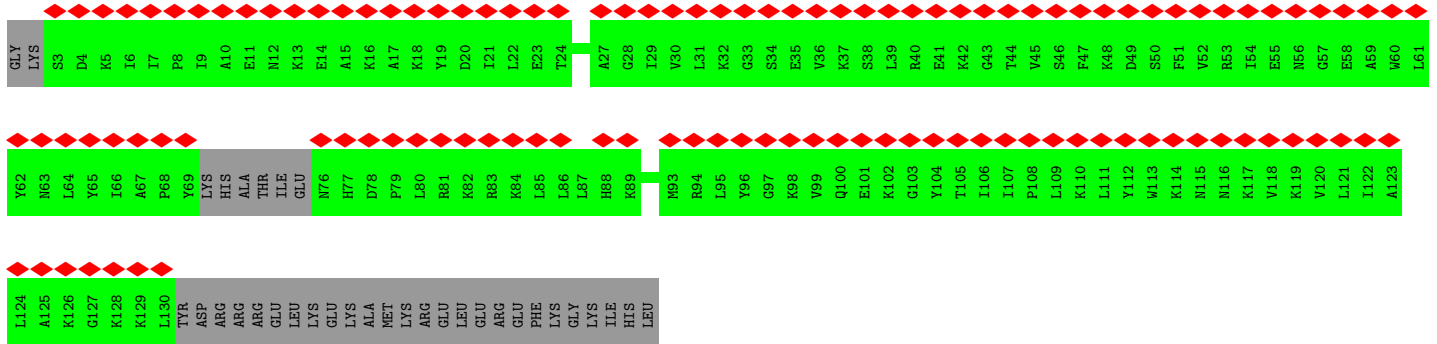 GLY LYS S3 D4 K5 I6 I7 P8 I9 A10 E11 N12 K13 E14 A15 K16 A17 K18 Y19 D20 I21 L22 E23 T24 A27 G28 I29 V30 L31 K32 G33 S34 E35 V36 K37 S38 L39 R40 E41 K42 G43 T44 V45 S46 F47 K48 D49 S50 F51 V52 R53 I54 E55 N56 G57 E58 A59 W60 L61
Y62 N63 L64 Y65 I66 A67 P68 Y69 LYS HIS ALA THR ILE GLU N76 H77 D78 P79 L80 R81 K82 R83 K84 L85 L86 L87 H88 K89 M93 R94 L95 Y96 G97 K98 V99 Q100 E101 K102 G103 Y104 T105 I106 I107 P108 L109 K110 L111 Y112 W113 K114 N115 N116 K117 V118 K119 V120 L121 I122 A123
L124 A125 K126 G127 K128 K129 L130 TYR ASP ARG ARG ARG GLU LEU LYS GLU LYS ALA MET LYS ARG GLU LEU GLU ARG GLU PHE LYS GLY LYS ILE HIS LEU